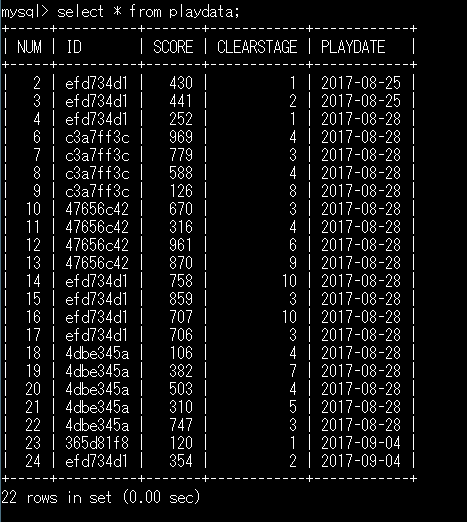 mysql> select * from playdata;
+-----+----------+-------+------------+------------+
| NUM | ID       | SCORE | CLEARSTAGE | PLAYDATE   |
+-----+----------+-------+------------+------------+
|   2 | efd734d1 |   430 |          1 | 2017-08-25 |
|   3 | efd734d1 |   441 |          2 | 2017-08-25 |
|   4 | efd734d1 |   252 |          1 | 2017-08-28 |
|   6 | c3a7ff3c |   969 |          4 | 2017-08-28 |
|   7 | c3a7ff3c |   779 |          3 | 2017-08-28 |
|   8 | c3a7ff3c |   588 |          4 | 2017-08-28 |
|   9 | c3a7ff3c |   126 |          8 | 2017-08-28 |
|  10 | 47656c42 |   670 |          3 | 2017-08-28 |
|  11 | 47656c42 |   316 |          4 | 2017-08-28 |
|  12 | 47656c42 |   961 |          6 | 2017-08-28 |
|  13 | 47656c42 |   870 |          9 | 2017-08-28 |
|  14 | efd734d1 |   758 |         10 | 2017-08-28 |
|  15 | efd734d1 |   859 |          3 | 2017-08-28 |
|  16 | efd734d1 |   707 |         10 | 2017-08-28 |
|  17 | efd734d1 |   706 |          3 | 2017-08-28 |
|  18 | 4dbe345a |   106 |          4 | 2017-08-28 |
|  19 | 4dbe345a |   382 |          7 | 2017-08-28 |
|  20 | 4dbe345a |   503 |          4 | 2017-08-28 |
|  21 | 4dbe345a |   310 |          5 | 2017-08-28 |
|  22 | 4dbe345a |   747 |          3 | 2017-08-28 |
|  23 | 365d81f8 |   120 |          1 | 2017-09-04 |
|  24 | efd734d1 |   354 |          2 | 2017-09-04 |
+-----+----------+-------+------------+------------+
22 rows in set (0.00 sec)